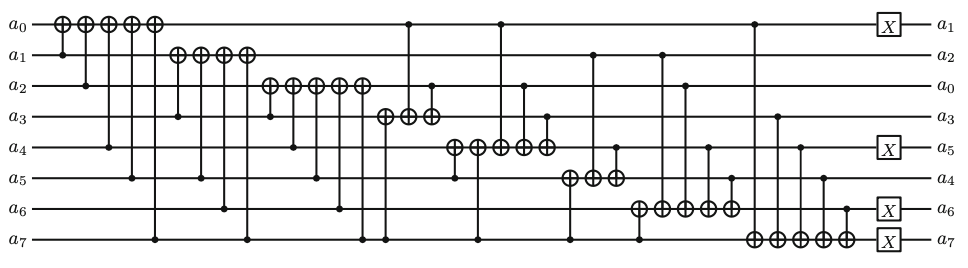 a₀ X a₁
a₁ a₂
a₂ a₀
a₃ a₃
a₄ X a₅
a₅ a₄
a₆ X a₆
a₇ X a₇